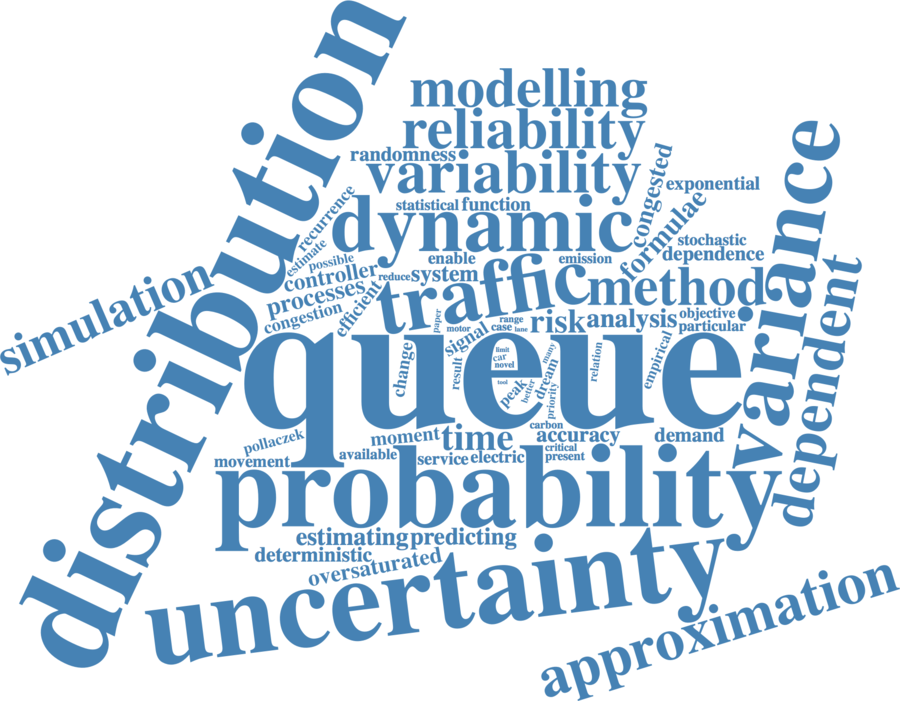 distribution
modelling
reliability
randomness
variability
congested
exponential
recurrence
statistical
function
dynamic
formulae
variance
stochastic
estimate
possible
enable
emission
dependence
simulation
controller
reduce
system
traffic
method
dependent
processes
efficient
congestion
paper
motor
signal
range
case
lane
risk
analysis
objective
particular
queue
change
result
limit
car
novel
tool
peak
better
many
dream
priority
relation
empirical
carbon
pollaczek
moment
time
accuracy
demand
movement
available
service
electric
critical
present
probability
estimating
predicting
deterministic
oversaturated
uncertainty
approximation